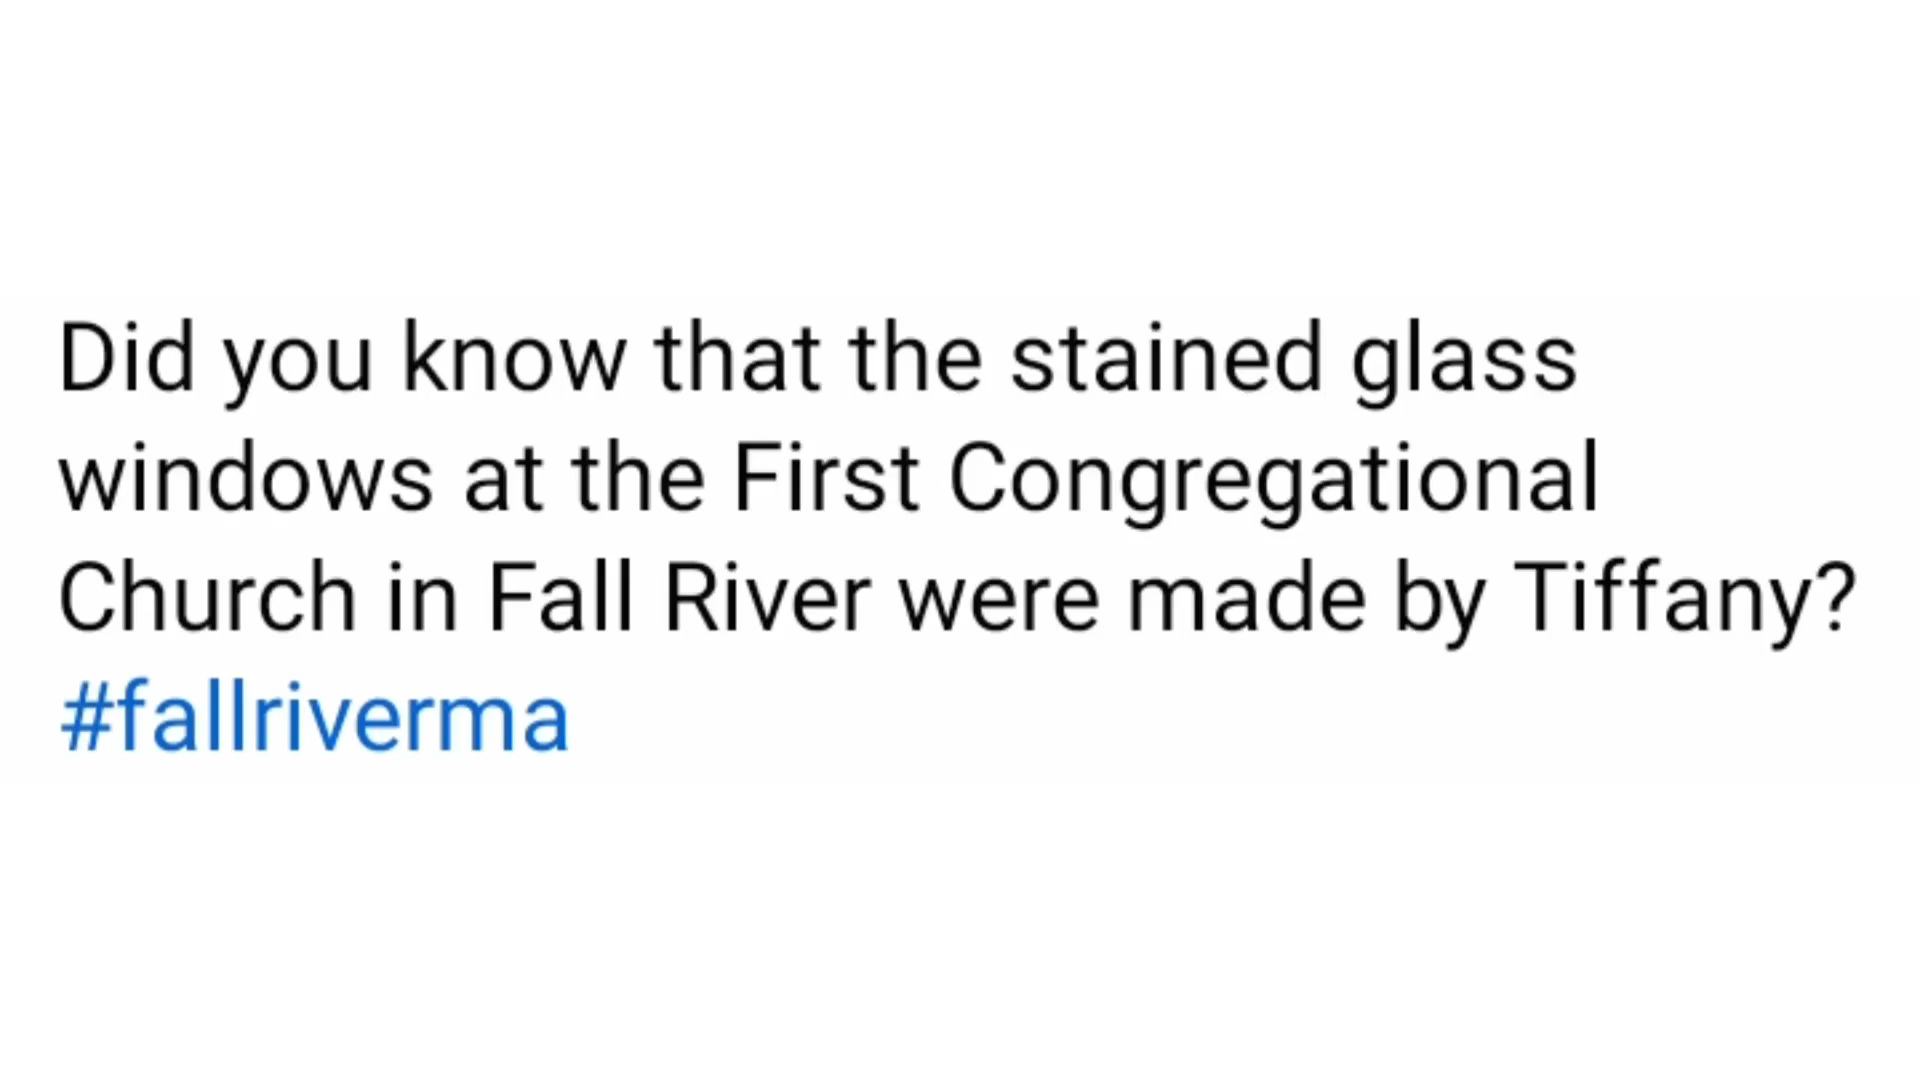 Did you know that the stained glass
windows at the First Congregational
Church in Fall River were made by Tiffany?
#fallriverma